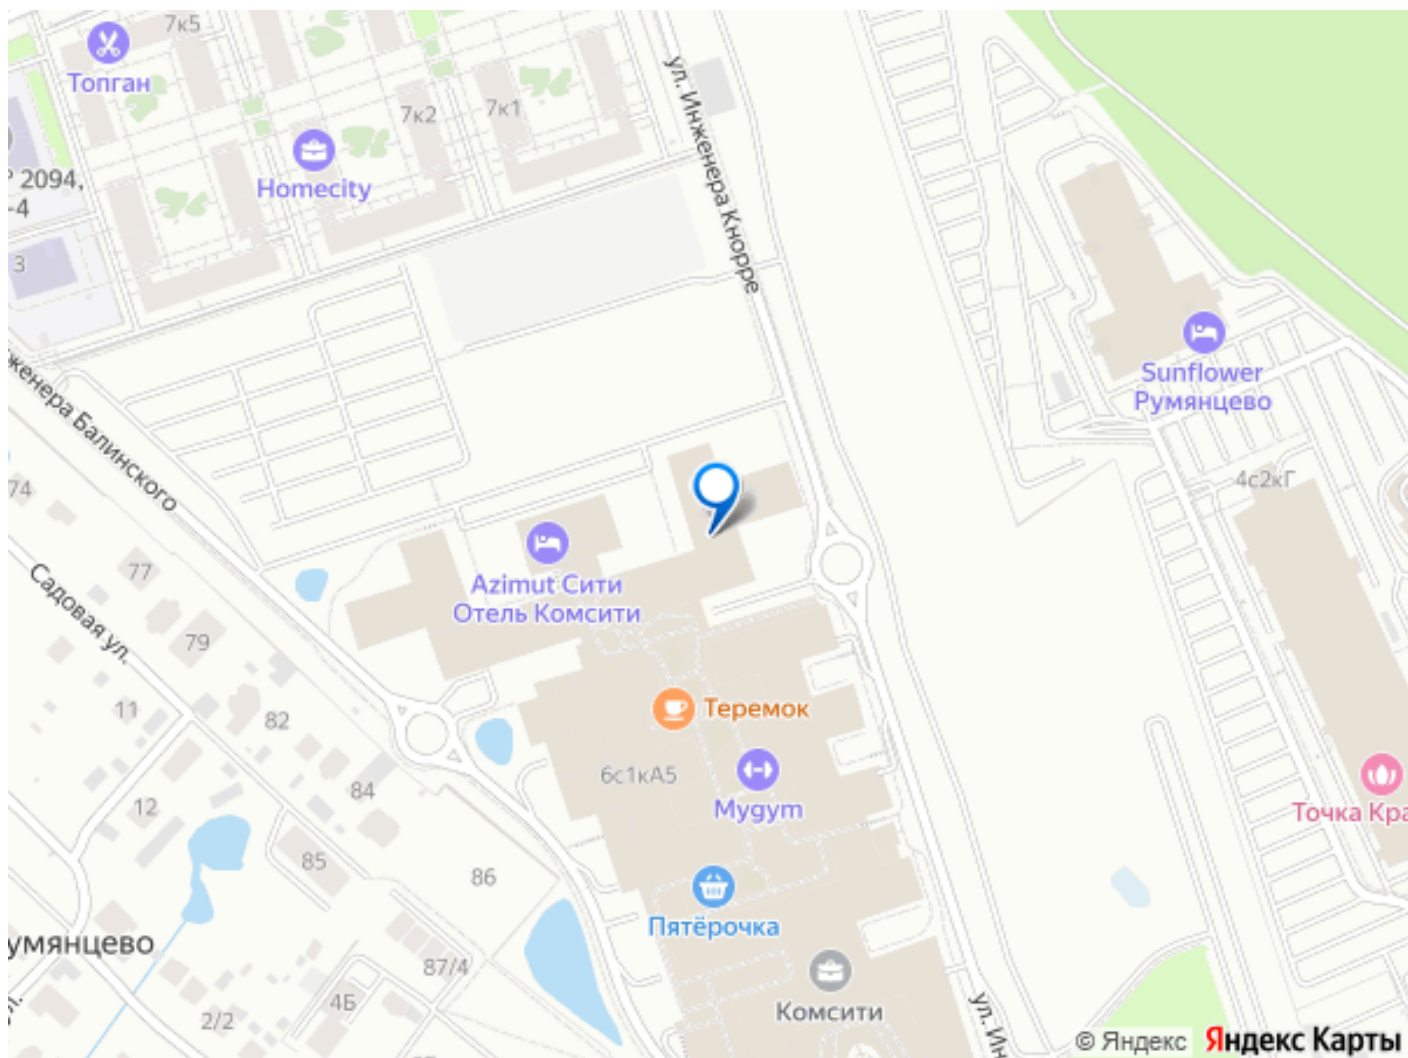 7к5
Топган
7к2
7к1
ул. Инженера Кнорре
Homecity
2094,
-4
3
женера Балинского
Sunflower
Румянцево
74
4с2кГ
77
Azimut Сити
Отель Комсити
Садовая ул.
79
11
82
Теремок
6с1кА5
84
12
Mygym
Точка Кра
85
86
Пятёрочка
умянцево
87/4
4Б
2/2
Комсити
ул. Ин
© Яндекс Яндекс Карты